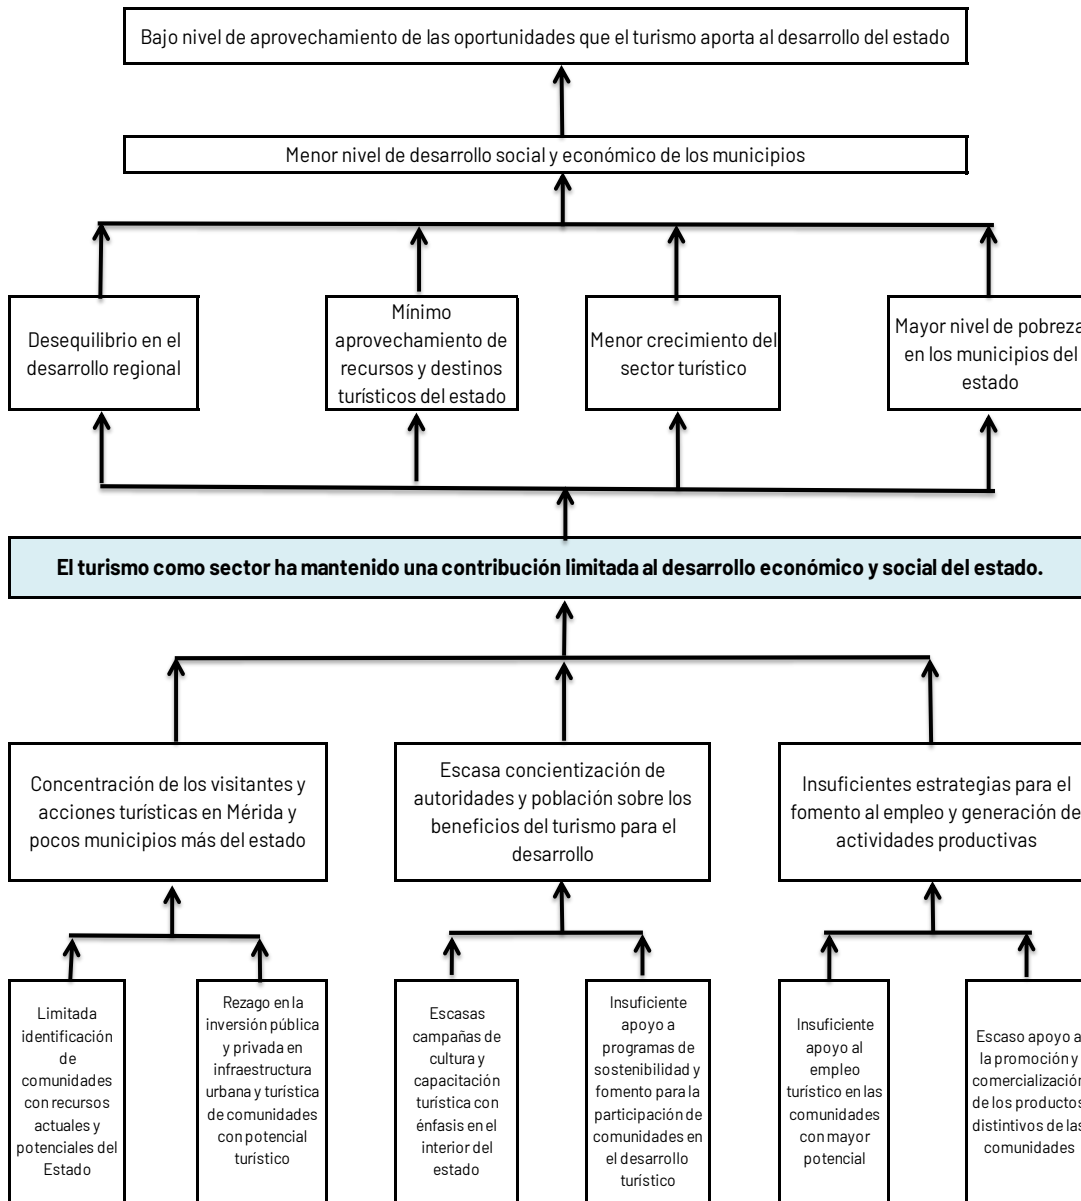 Bajo nivel de aprovechamiento de las oportunidades que el turismo aporta al desarrollo del estado
Menor nivel de desarrollo social y económico de los municipios
Desequilibrio en el
desarrollo regional
Mínimo
aprovechamiento de
recursos y destinos
turísticos del estado
Menor crecimiento del
sector turístico
Mayor nivel de pobreza
en los municipios del
estado
El turismo como sector ha mantenido una contribución limitada al desarrollo económico y social del estado.
Concentración de los visitantes y
acciones turísticas en Mérida y
pocos municipios más del estado
Escasa concientización de
autoridades y población sobre los
beneficios del turismo para el
desarrollo
Insuficientes estrategias para el
fomento al empleo y generación de
actividades productivas
Limitada
identificación
de
comunidades
con recursos
actuales y
potenciales del
Estado
Rezago en la
inversión pública
y privada en
infraestructura
urbana y turística
de comunidades
con potencial
turístico
Escasas
campañas de
cultura y
capacitación
turística con
énfasis en el
interior del
estado
Insuficiente
apoyo a
programas de
sostenibilidad y
fomento para la
participación de
comunidades en
el desarrollo
turístico
Insuficiente
apoyo al
empleo
turístico en las
comunidades
con mayor
potencial
Escaso apoyo a
la promoción y
comercialización
de los productos
distintivos de las
comunidades